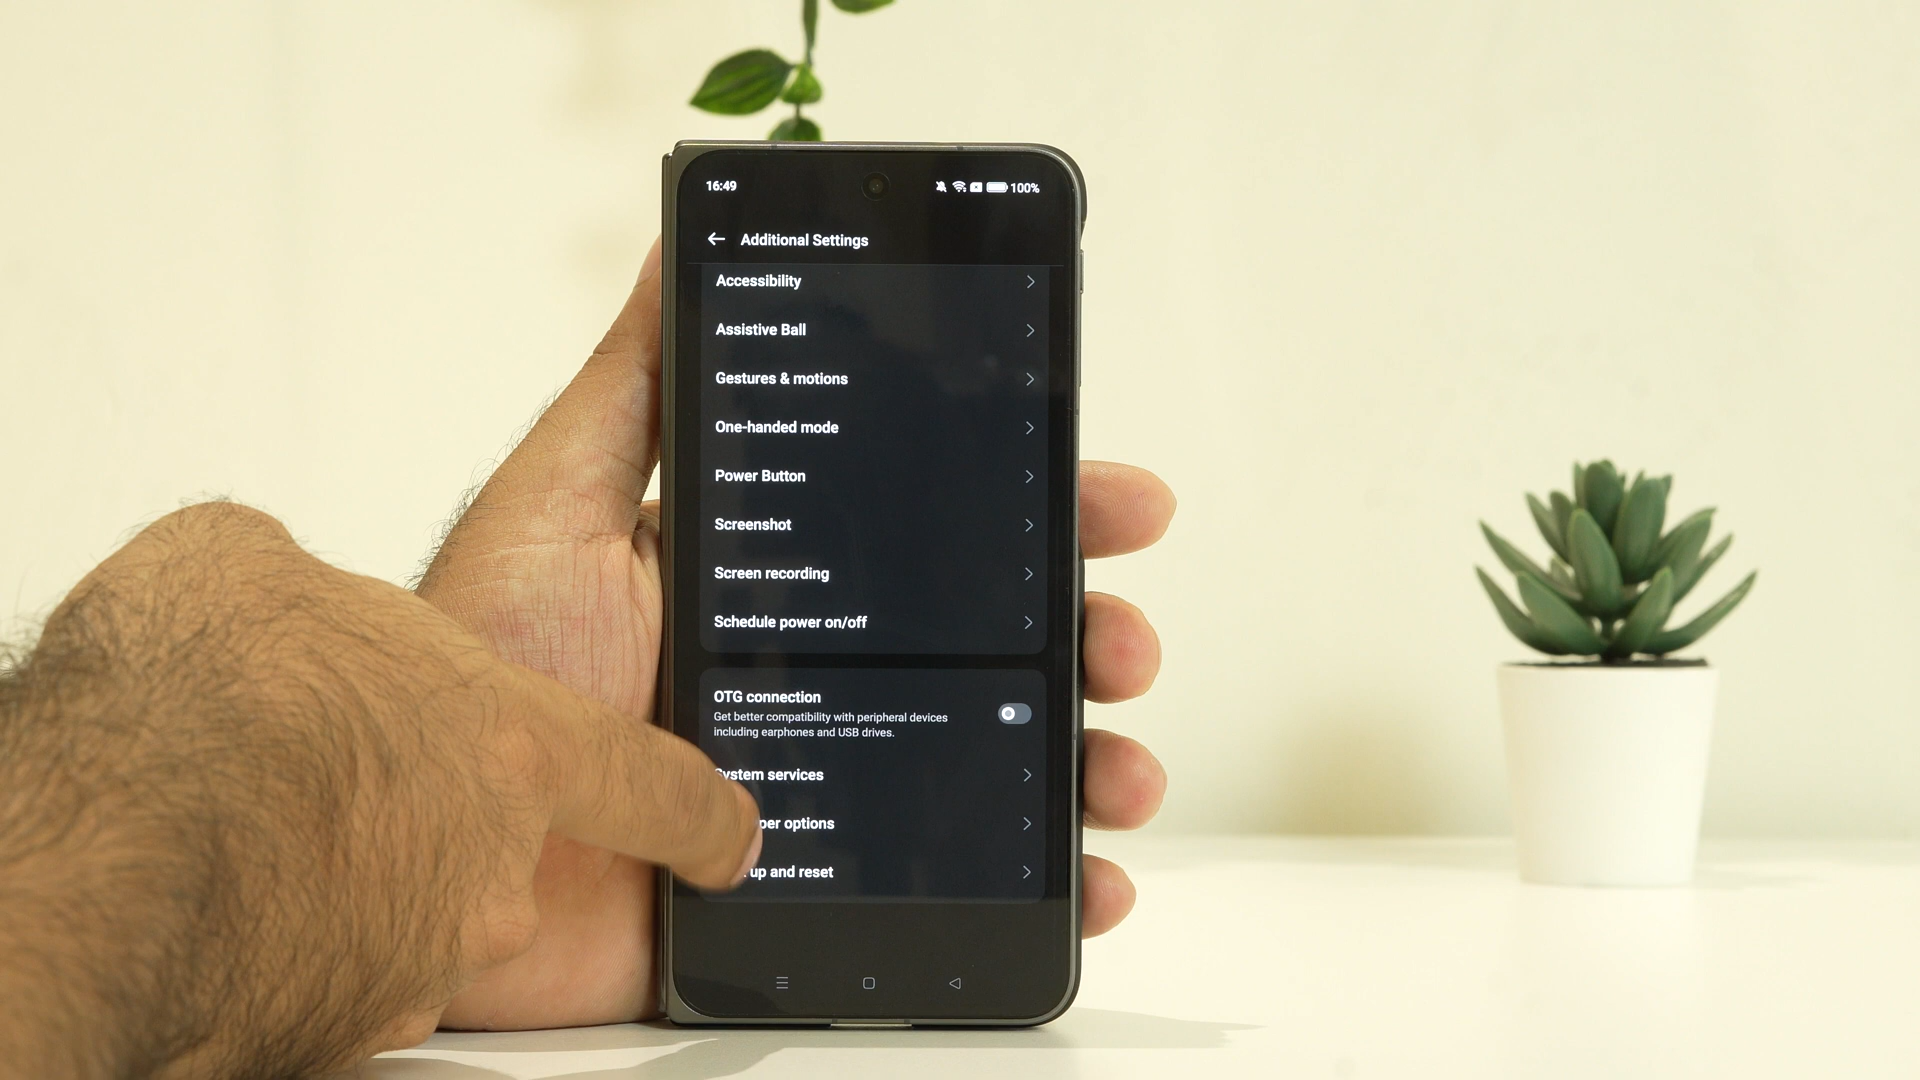 16:49 100%
Additional Settings
Accessibility
Assistive Ball
Gestures & motions
One-handed mode
Power Button
Screenshot
Screen recording
Schedule power on/off
OTG connection
Get better compatibility with peripheral devices
including earphones and USB drives.
System services
options
up and reset